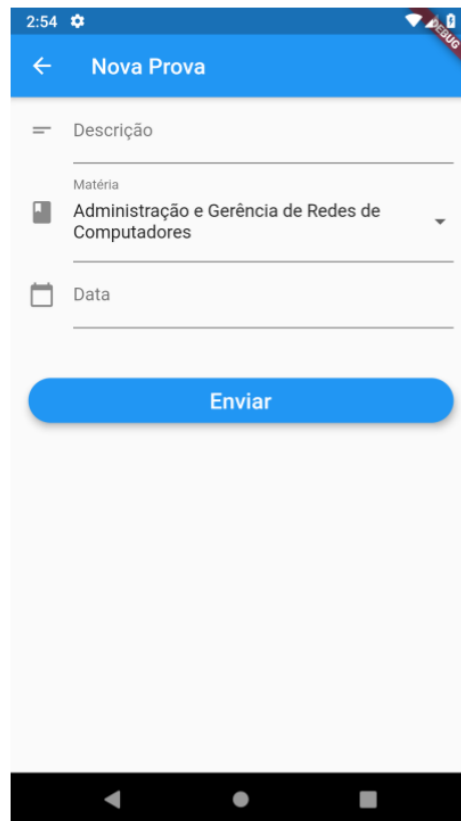 2:54
DEBUG
Nova Prova
Descrição
Matéria
Administração e Gerência de Redes de
Computadores
Data
Enviar